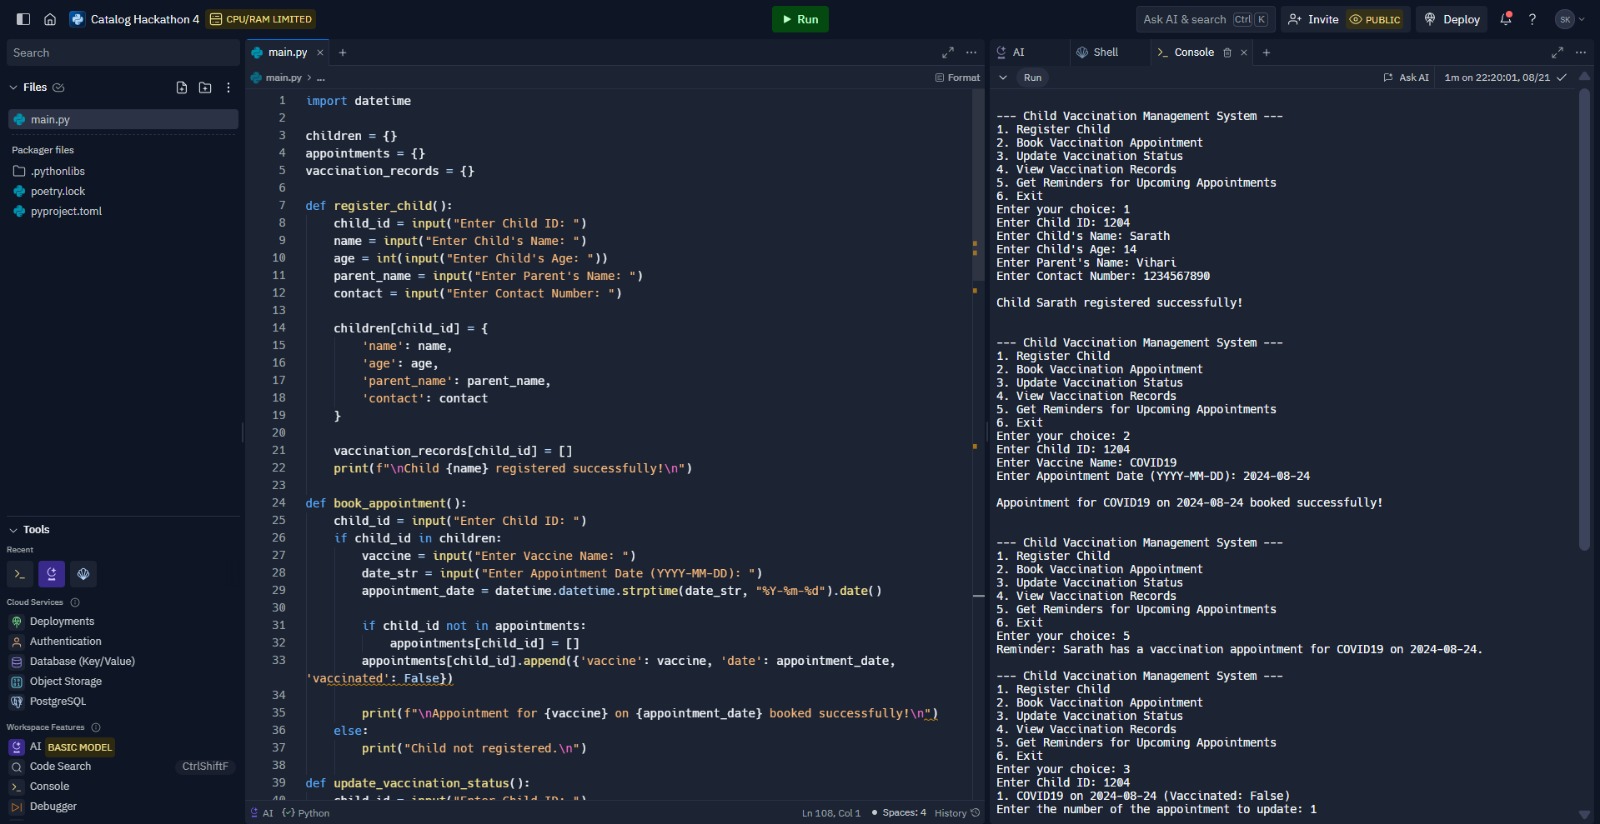 Catalog Hackathon 4 CPU/RAM LIMITED
Run
Ask AI & search Ctrl K
Invite PUBLIC
Deploy
?
SK
Search
Files
main.py
Packager files
.pythonlibs
poetry.lock
pyproject.toml
Tools
Recent
Cloud Services
Deployments
Authentication
Database (Key/Value)
Object Storage
PostgreSQL
Workspace Features
AI BASIC MODEL
Code Search CtrlShiftF
Console
Debugger
main.py × +
main.py > ...
Format
1 import datetime
2
3 children = {}
4 appointments = {}
5 vaccination_records = {}
6
7 def register_child():
8 child_id = input("Enter Child ID: ")
9 name = input("Enter Child's Name: ")
10 age = int(input("Enter Child's Age: "))
11 parent_name = input("Enter Parent's Name: ")
12 contact = input("Enter Contact Number: ")
13
14 children[child_id] = {
15 'name': name,
16 'age': age,
17 'parent_name': parent_name,
18 'contact': contact
19 }
20
21 vaccination_records[child_id] = []
22 print(f"\nChild {name} registered successfully!\n")
23
24 def book_appointment():
25 child_id = input("Enter Child ID: ")
26 if child_id in children:
27 vaccine = input("Enter Vaccine Name: ")
28 date_str = input("Enter Appointment Date (YYYY-MM-DD): ")
29 appointment_date = datetime.datetime.strptime(date_str, "%Y-%m-%d").date()
30
31 if child_id not in appointments:
32 appointments[child_id] = []
33 appointments[child_id].append({'vaccine': vaccine, 'date': appointment_date,
'vaccinated': False})
34
35 print(f"\nAppointment for {vaccine} on {appointment_date} booked successfully!\n")
36 else:
37 print("Child not registered.\n")
38
39 def update_vaccination_status():
40 child_id = input("Enter Child ID: ")
AI Python
Ln 108, Col 1 Spaces: 4 History
AI Shell Console × +
Run
Ask AI 1m on 22:20:01, 08/21
--- Child Vaccination Management System ---
1. Register Child
2. Book Vaccination Appointment
3. Update Vaccination Status
4. View Vaccination Records
5. Get Reminders for Upcoming Appointments
6. Exit
Enter your choice: 1
Enter Child ID: 1204
Enter Child's Name: Sarath
Enter Child's Age: 14
Enter Parent's Name: Vihari
Enter Contact Number: 1234567890
Child Sarath registered successfully!
--- Child Vaccination Management System ---
1. Register Child
2. Book Vaccination Appointment
3. Update Vaccination Status
4. View Vaccination Records
5. Get Reminders for Upcoming Appointments
6. Exit
Enter your choice: 2
Enter Child ID: 1204
Enter Vaccine Name: COVID19
Enter Appointment Date (YYYY-MM-DD): 2024-08-24
Appointment for COVID19 on 2024-08-24 booked successfully!
--- Child Vaccination Management System ---
1. Register Child
2. Book Vaccination Appointment
3. Update Vaccination Status
4. View Vaccination Records
5. Get Reminders for Upcoming Appointments
6. Exit
Enter your choice: 5
Reminder: Sarath has a vaccination appointment for COVID19 on 2024-08-24.
--- Child Vaccination Management System ---
1. Register Child
2. Book Vaccination Appointment
3. Update Vaccination Status
4. View Vaccination Records
5. Get Reminders for Upcoming Appointments
6. Exit
Enter your choice: 3
Enter Child ID: 1204
1. COVID19 on 2024-08-24 (Vaccinated: False)
Enter the number of the appointment to update: 1